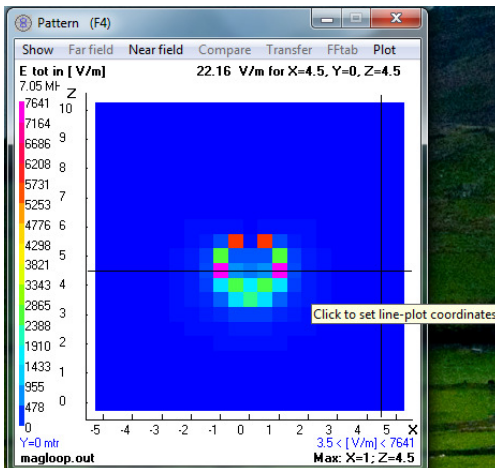 Pattern (F4)
Show Far field Near field Compare Transfer FFtab Plot
E tot in [ V/m] 22.16 V/m for X=4.5, Y=0, Z=4.5
7.05 MH Z
7641 10
7164
6686 9
6208 8
5731
5253 7
4776 6
4298
3821 5
3343 4
2865
2388 3
1910 2
1433
955 1
478 0
0
-5 -4 -3 -2 -1 0 1 2 3 4 5 X
Click to set line-plot coordinates
Y=0 mtr 3.5 < [ V/m] < 7641
magloop.out Max: X=1; Z=4.5